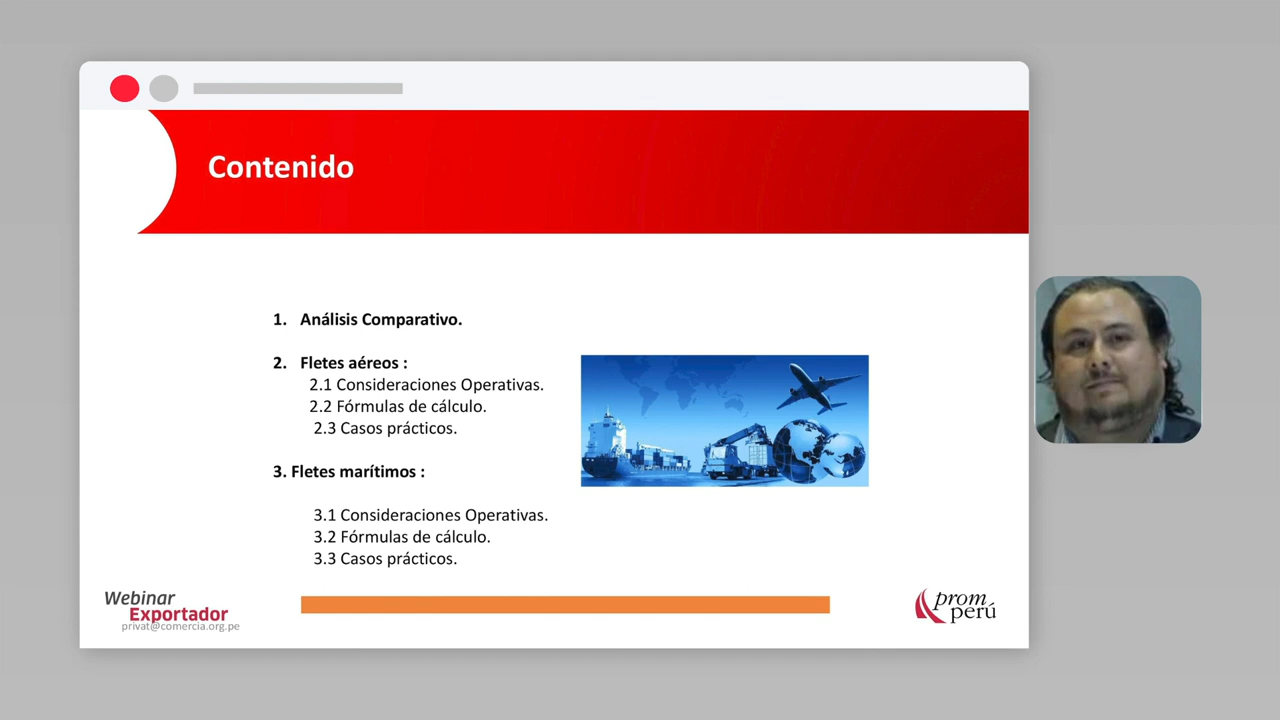 Contenido
1. Análisis Comparativo.
2. Fletes aéreos :
2.1 Consideraciones Operativas.
2.2 Fórmulas de cálculo.
2.3 Casos prácticos.
3. Fletes marítimos :
3.1 Consideraciones Operativas.
3.2 Fórmulas de cálculo.
3.3 Casos prácticos.
Webinar
Exportador
privat@comercia.org.pe
prom
perú